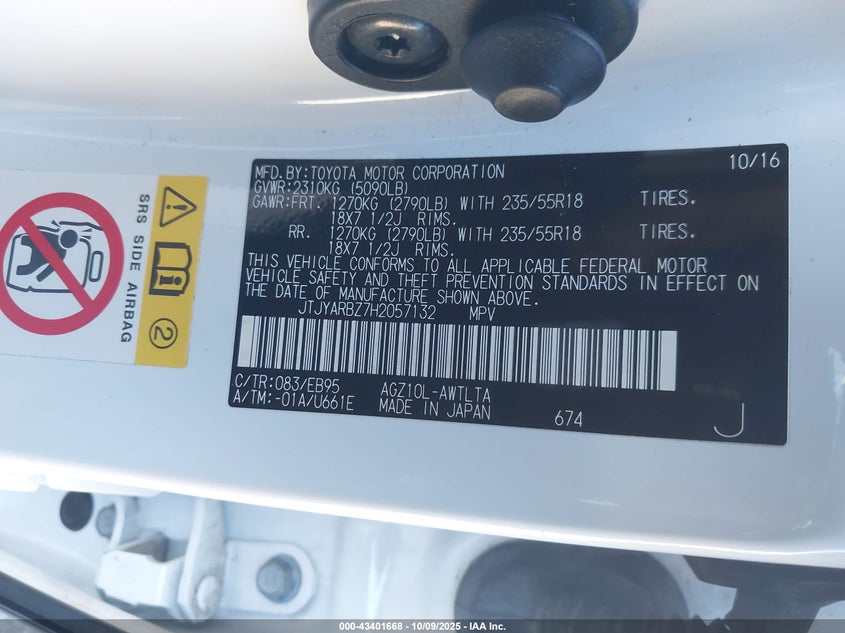 MFD.BY:TOYOTA MOTOR CORPORATION 10/16
GVWR:2310KG (5090LB)
GAWR:FRT. 1270KG (2790LB) WITH 235/55R18 TIRES.
18X7 1/2J RIMS.
RR. 1270KG (2790LB) WITH 235/55R18 TIRES.
18X7 1/2J RIMS.
THIS VEHICLE CONFORMS TO ALL APPLICABLE FEDERAL MOTOR
VEHICLE SAFETY AND THEFT PREVENTION STANDARDS IN EFFECT ON
THE DATE OF MANUFACTURE SHOWN ABOVE.
JTJYARBZ7H2057132 MPV
C/TR:083/EB95 AGZ10L-AWTLTA
A/TM:-01A/U661E MADE IN JAPAN 674 J
SRS SIDE AIRBAG
2
000-43401668 - 10/09/2025 - IAA Inc.